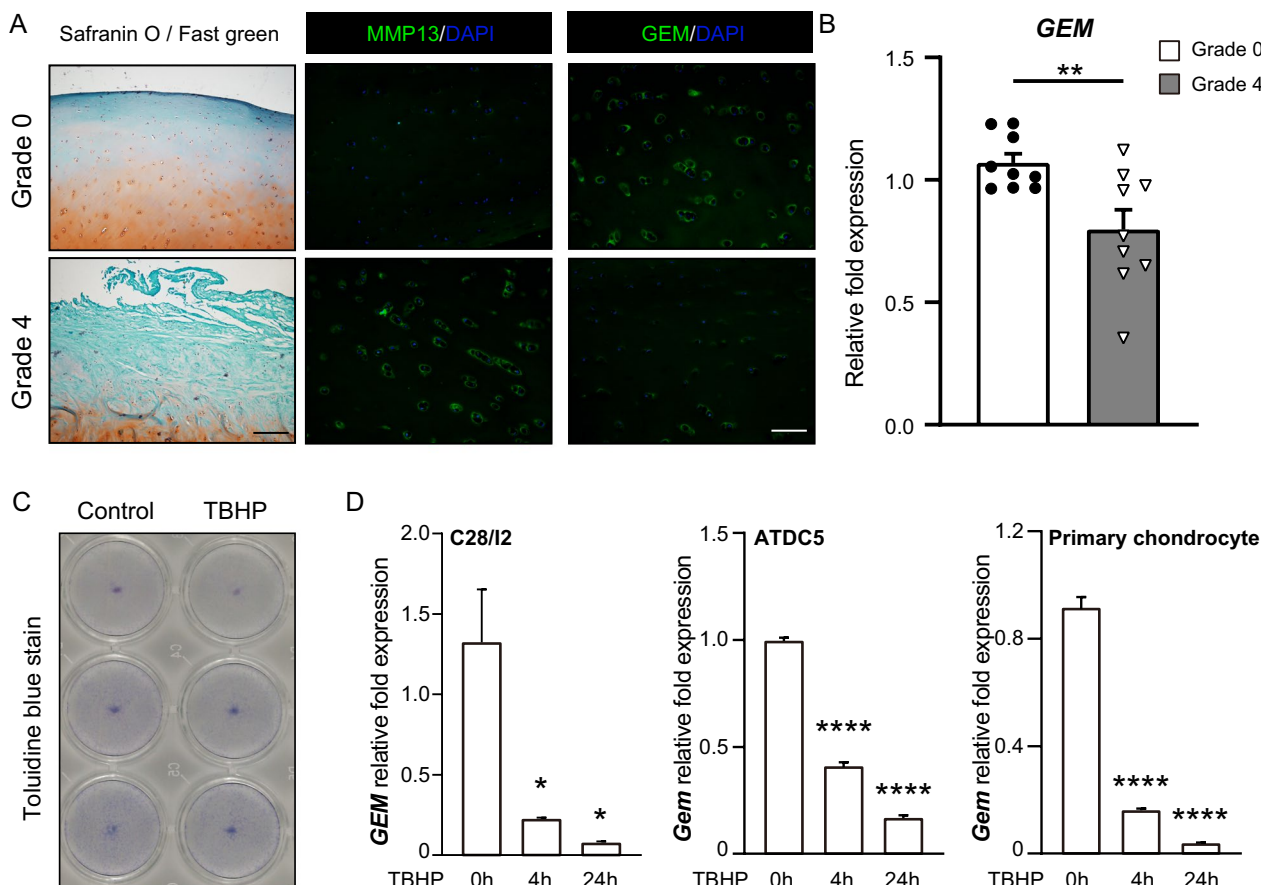 A
Safranin O / Fast green
MMP13/DAPI
GEM/DAPI
Grade 0
Grade 4
B
GEM
Grade 0
Grade 4
**
Relative fold expression
1.5
1.0
0.5
0.0
C
Control
TBHP
Toluidine blue stain
C4
C5
D
C28/I2
GEM relative fold expression
2.0
1.5
1.0
0.5
0
*
*
TBHP 0h 4h 24h
ATDC5
Gem relative fold expression
1.5
1.0
0.5
0
****
****
TBHP 0h 4h 24h
Primary chondrocyte
Gem relative fold expression
1.2
0.8
0.4
0
****
****
TBHP 0h 4h 24h